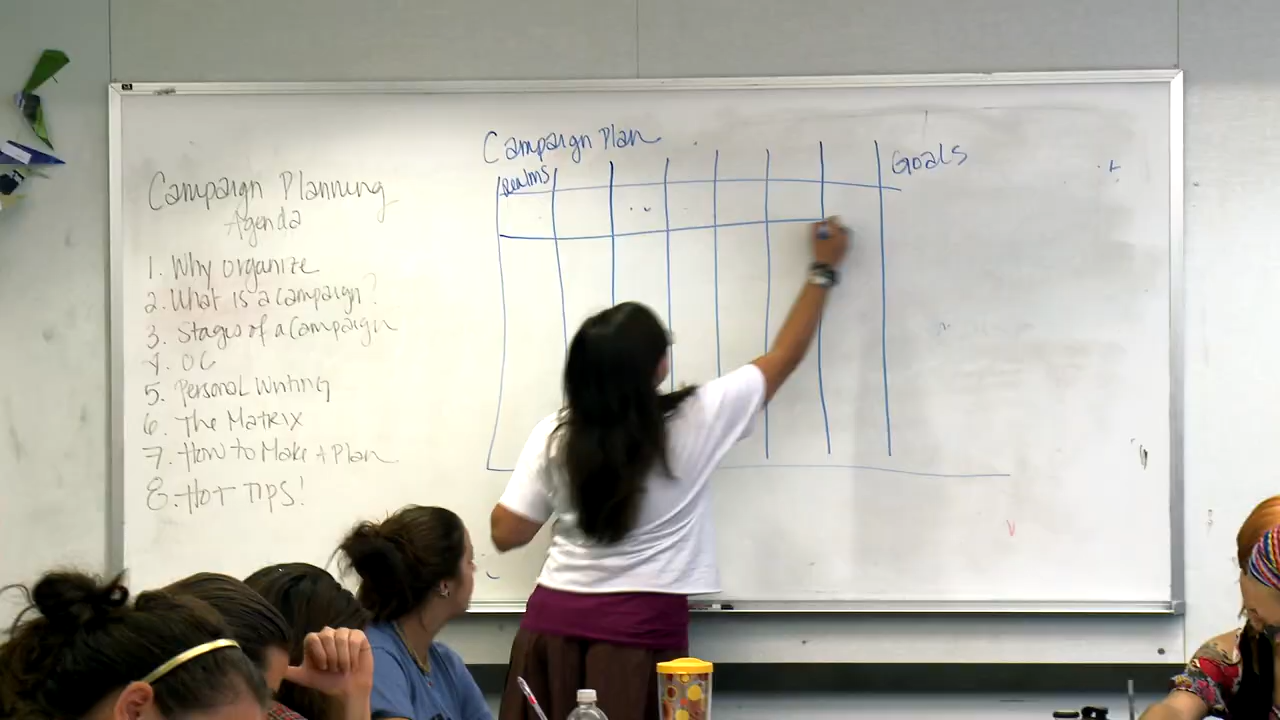 Campaign Planning
Agenda
1. Why organize
2. What is a campaign?
3. Stages of a Campaign
4. OC
5. Personal Writing
6. The Matrix
7. How to Make a Plan
8. HOT TIPS!
Campaign Plan
Realms
Goals